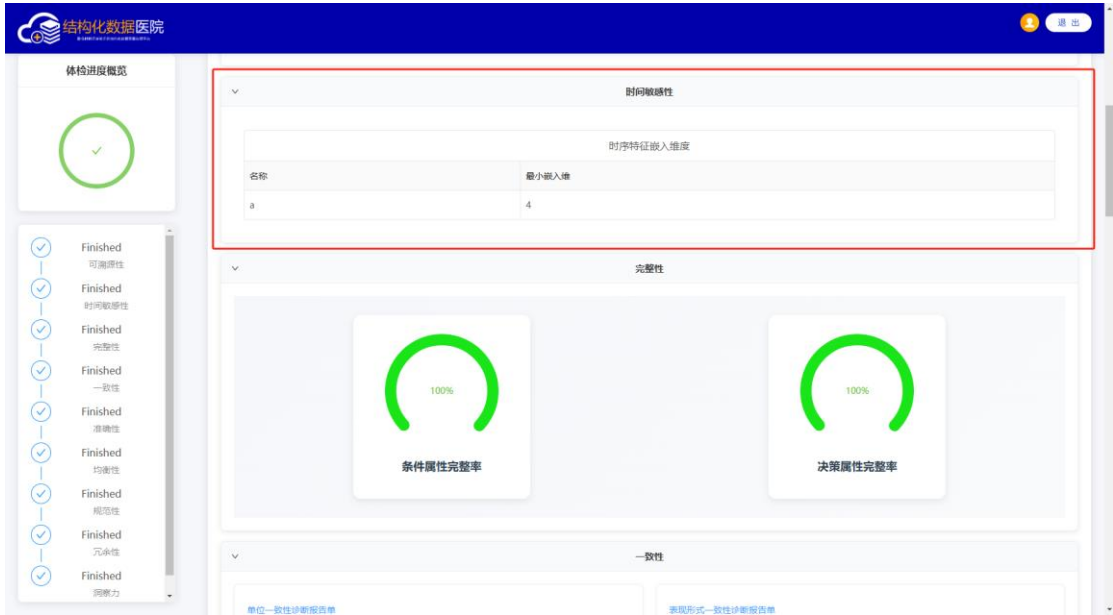 结构化数据医院
退 出
体检进度概览
Finished
可溯源性
Finished
时间敏感性
Finished
完整性
Finished
一致性
Finished
准确性
Finished
均衡性
Finished
规范性
Finished
冗余性
Finished
洞察力
时间敏感性
时序特征嵌入维度
名称 最小嵌入维
a 4
完整性
100% 100%
条件属性完整率 决策属性完整率
一致性
单位一致性诊断报告单 表现形式一致性诊断报告单